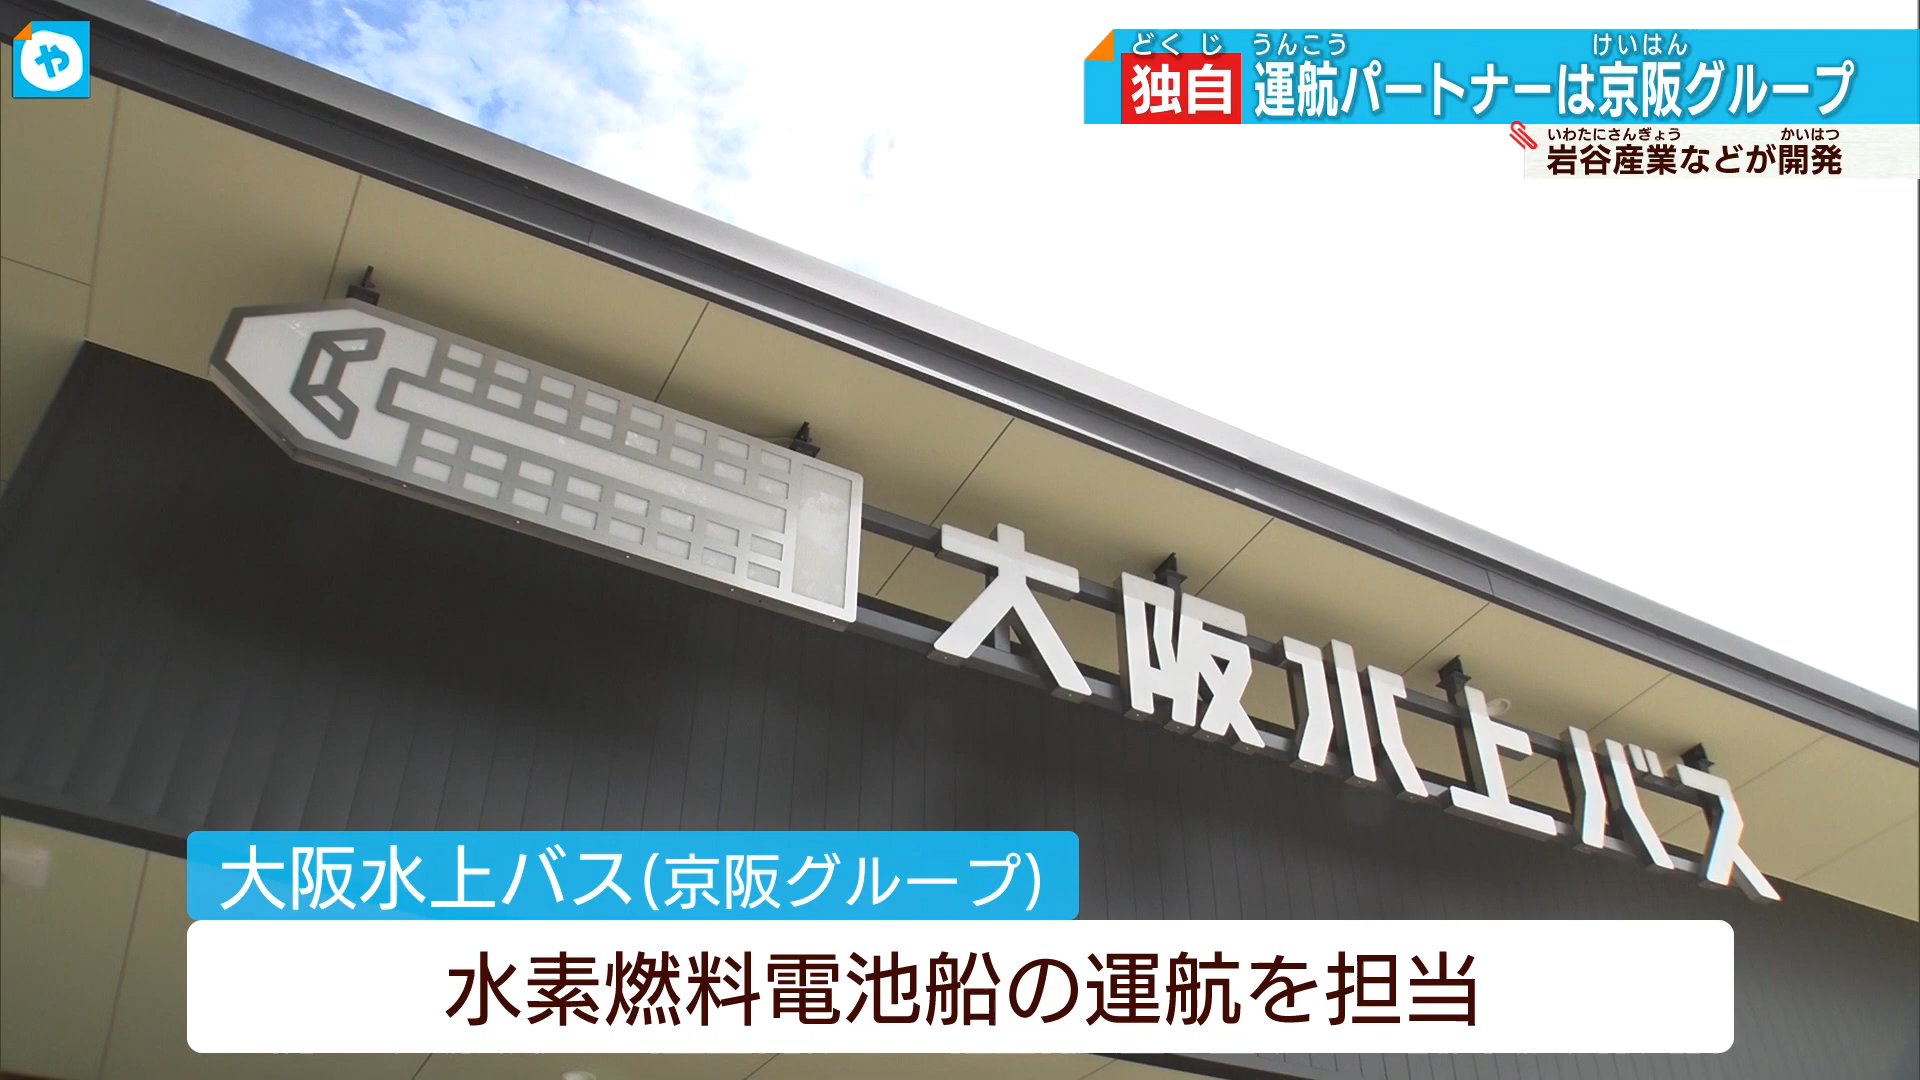 や
どくじ うんこう けいはん
独自 運航パートナーは京阪グループ
いわたにさんぎょう かいはつ
岩谷産業などが開発
大阪水上バス
大阪水上バス(京阪グループ)
水素燃料電池船の運航を担当